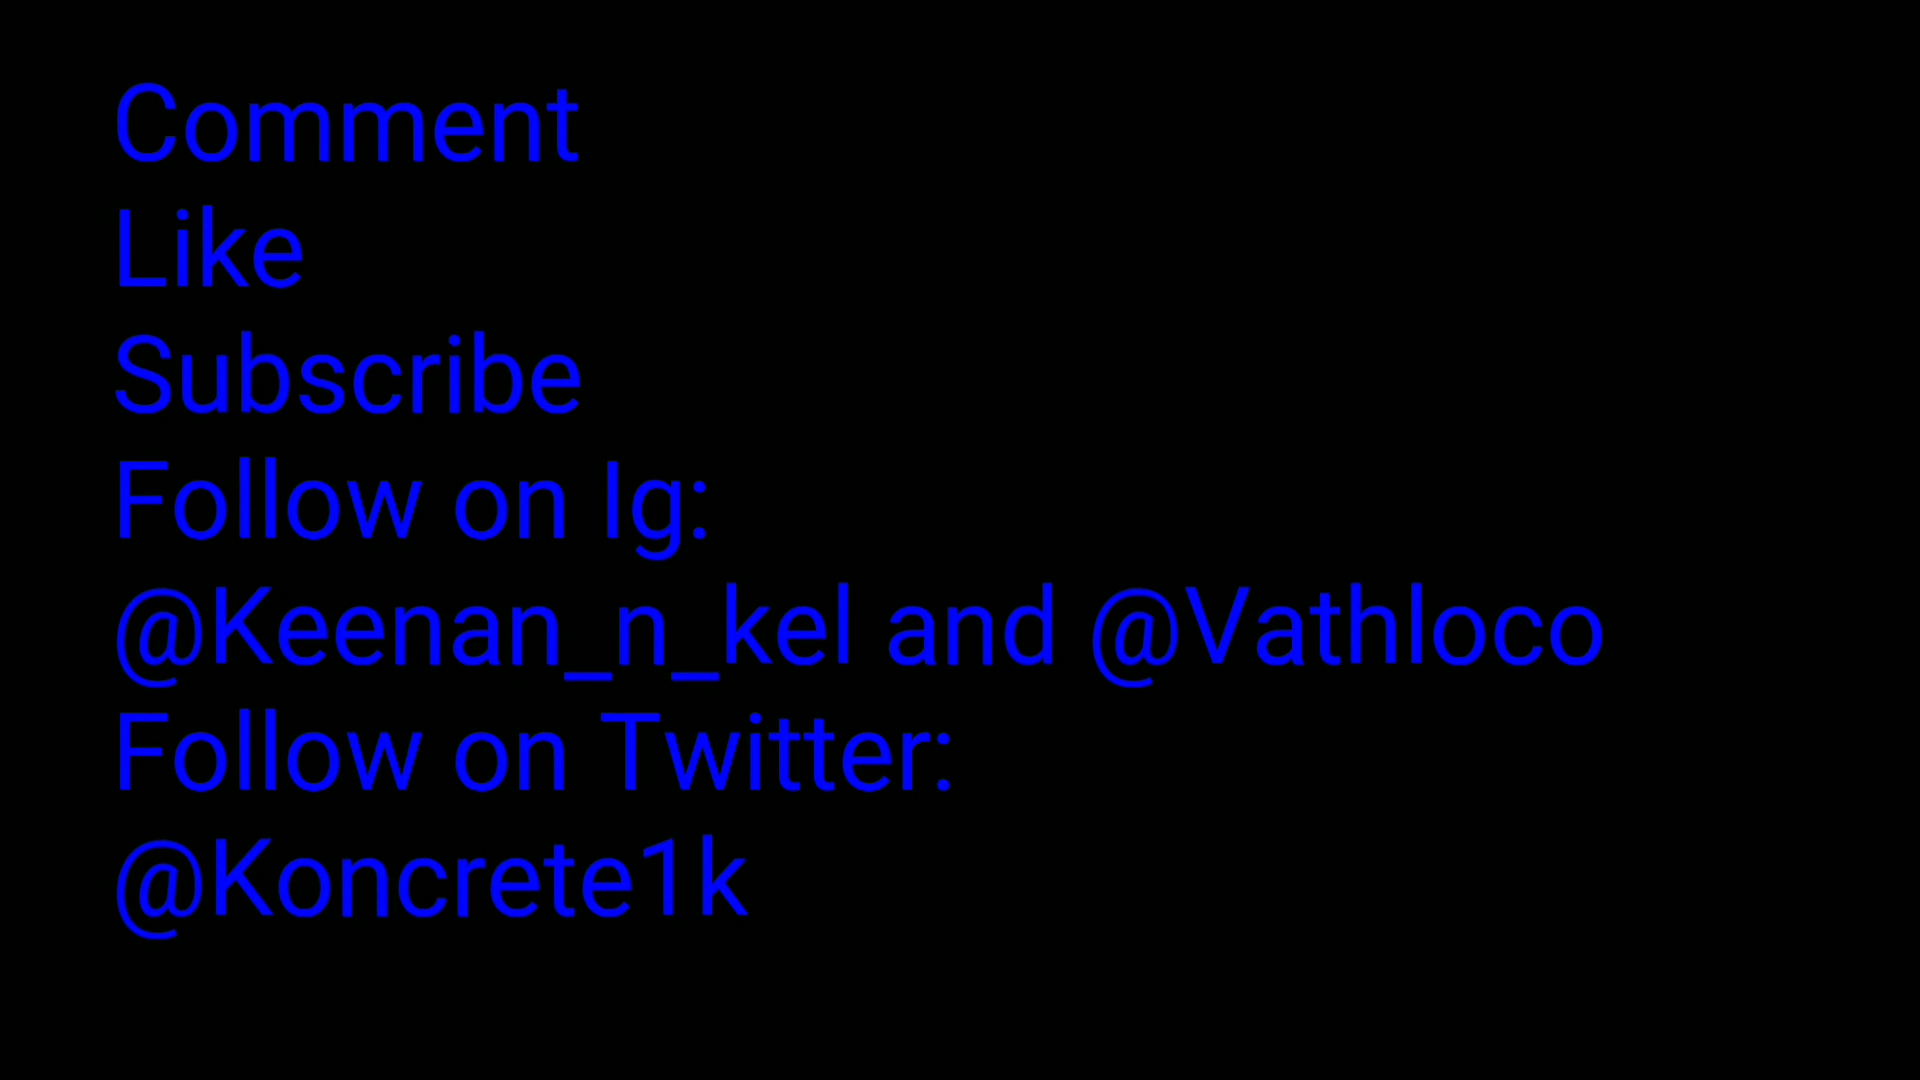 Comment
Like
Subscribe
Follow on Ig:
@Keenan_n_kel and @Vathloco
Follow on Twitter:
@Koncrete1k